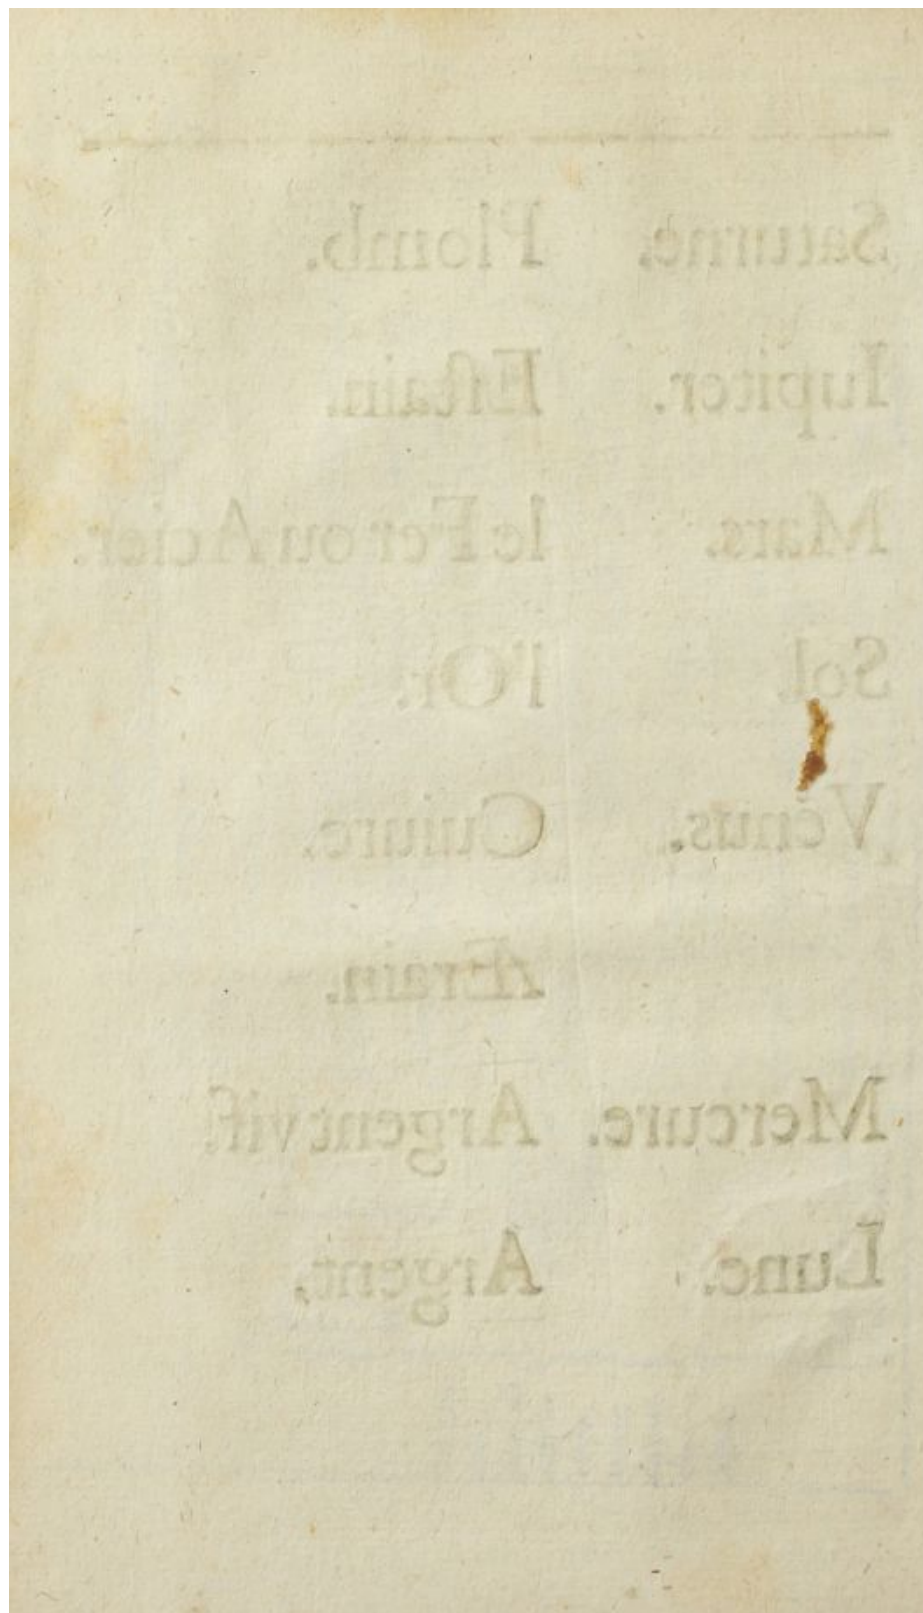 Saturne. Plomb.
Iupiter. Eſtain.
Mars. le Fer ou Acier.
Sol. l'Or.
Venus. Cuiure.
Ærain.
Mercure. Argent vif.
Lune. Argent.